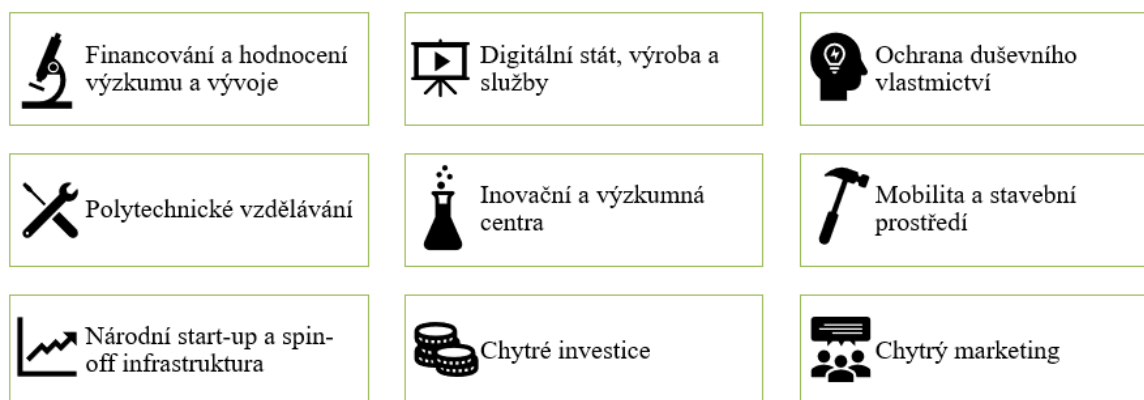 Financování a hodnocení
výzkumu a vývoje
Digitální stát, výroba a
služby
Ochrana duševního
vlastmictví
Polytechnické vzdělávání
Inovační a výzkumná
centra
Mobilita a stavební
prostředí
Národní start-up a spin-
off infrastruktura
Chytré investice
Chytrý marketing